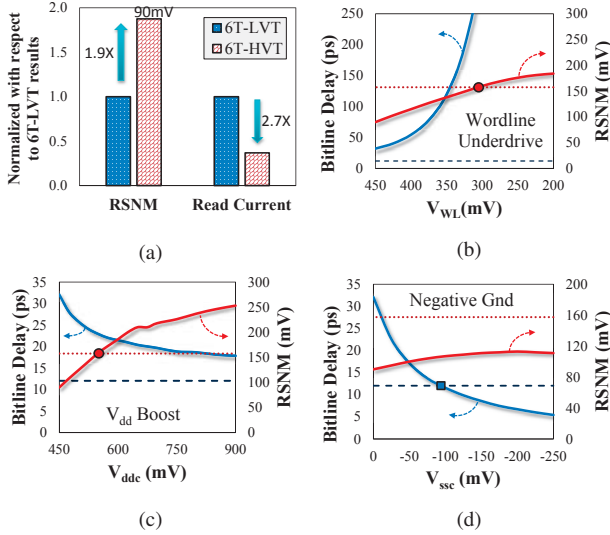 Normalized with respect
to 6T-LVT results
2.0
1.5
1.0
0.5
0.0
90mV
6T-LVT
6T-HVT
1.9X
2.7X
RSNM
Read Current
(a)
Bitline Delay (ps)
250
200
150
100
50
0
300
250
200
150
100
50
0
RSNM (mV)
Wordline
Underdrive
450 400 350 300 250 200
V_WL(mV)
(b)
Bitline Delay (ps)
35
30
25
20
15
10
5
0
300
250
200
150
100
50
0
RSNM (mV)
V_dd Boost
450 600 750 900
V_ddc (mV)
(c)
Bitline Delay (ps)
35
30
25
20
15
10
5
0
Negative Gnd
200
160
120
80
40
0
RSNM (mV)
0 -50 -100 -150 -200 -250
V_ssc (mV)
(d)